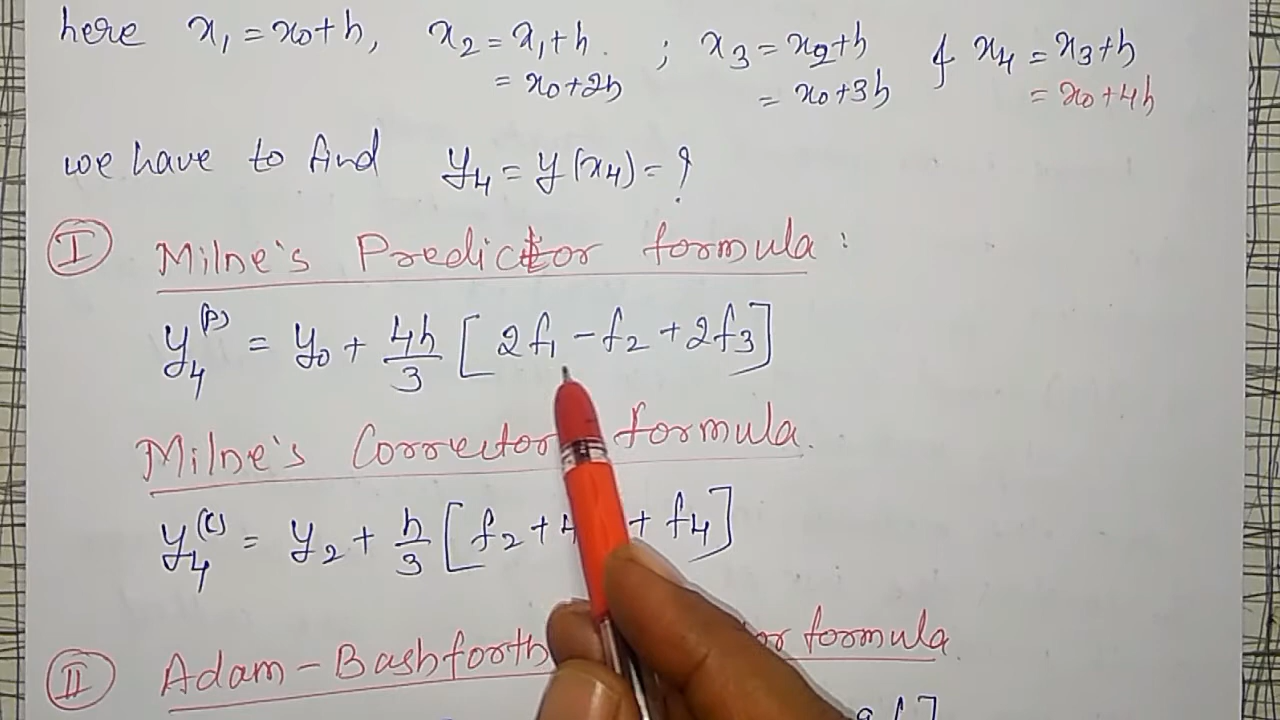 here x₁ = x₀+h, x₂ = x₁+h ; x₃ = x₂+h & x₄ = x₃+h
= x₀+2h = x₀+3h = x₀+4h
we have to find y₄ = y(x₄) = ?
I Milne's Predictor formula :
y₄⁽ᵖ⁾ = y₀ + 4h/3 [ 2f₁ - f₂ + 2f₃ ]
Milne's Corrector formula.
y₄⁽ᶜ⁾ = y₂ + h/3 [ f₂ + 4 + f₄ ]
II Adam-Bashforth or formula